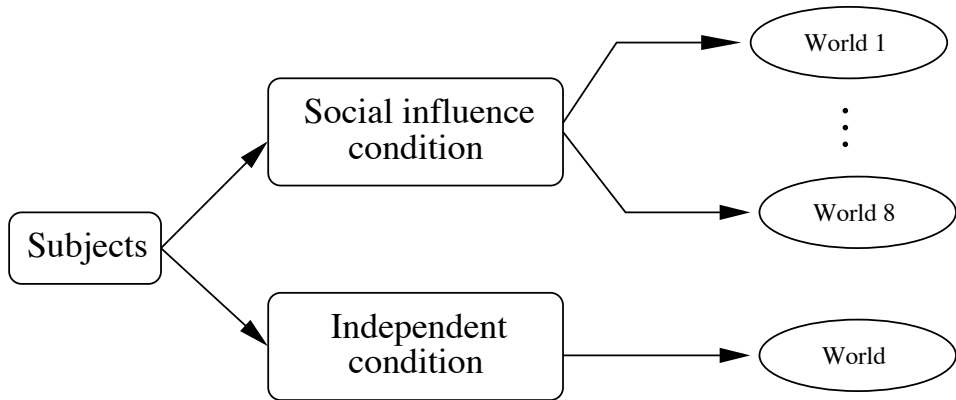 Subjects
Social influence
condition
Independent
condition
World 1
World 8
World